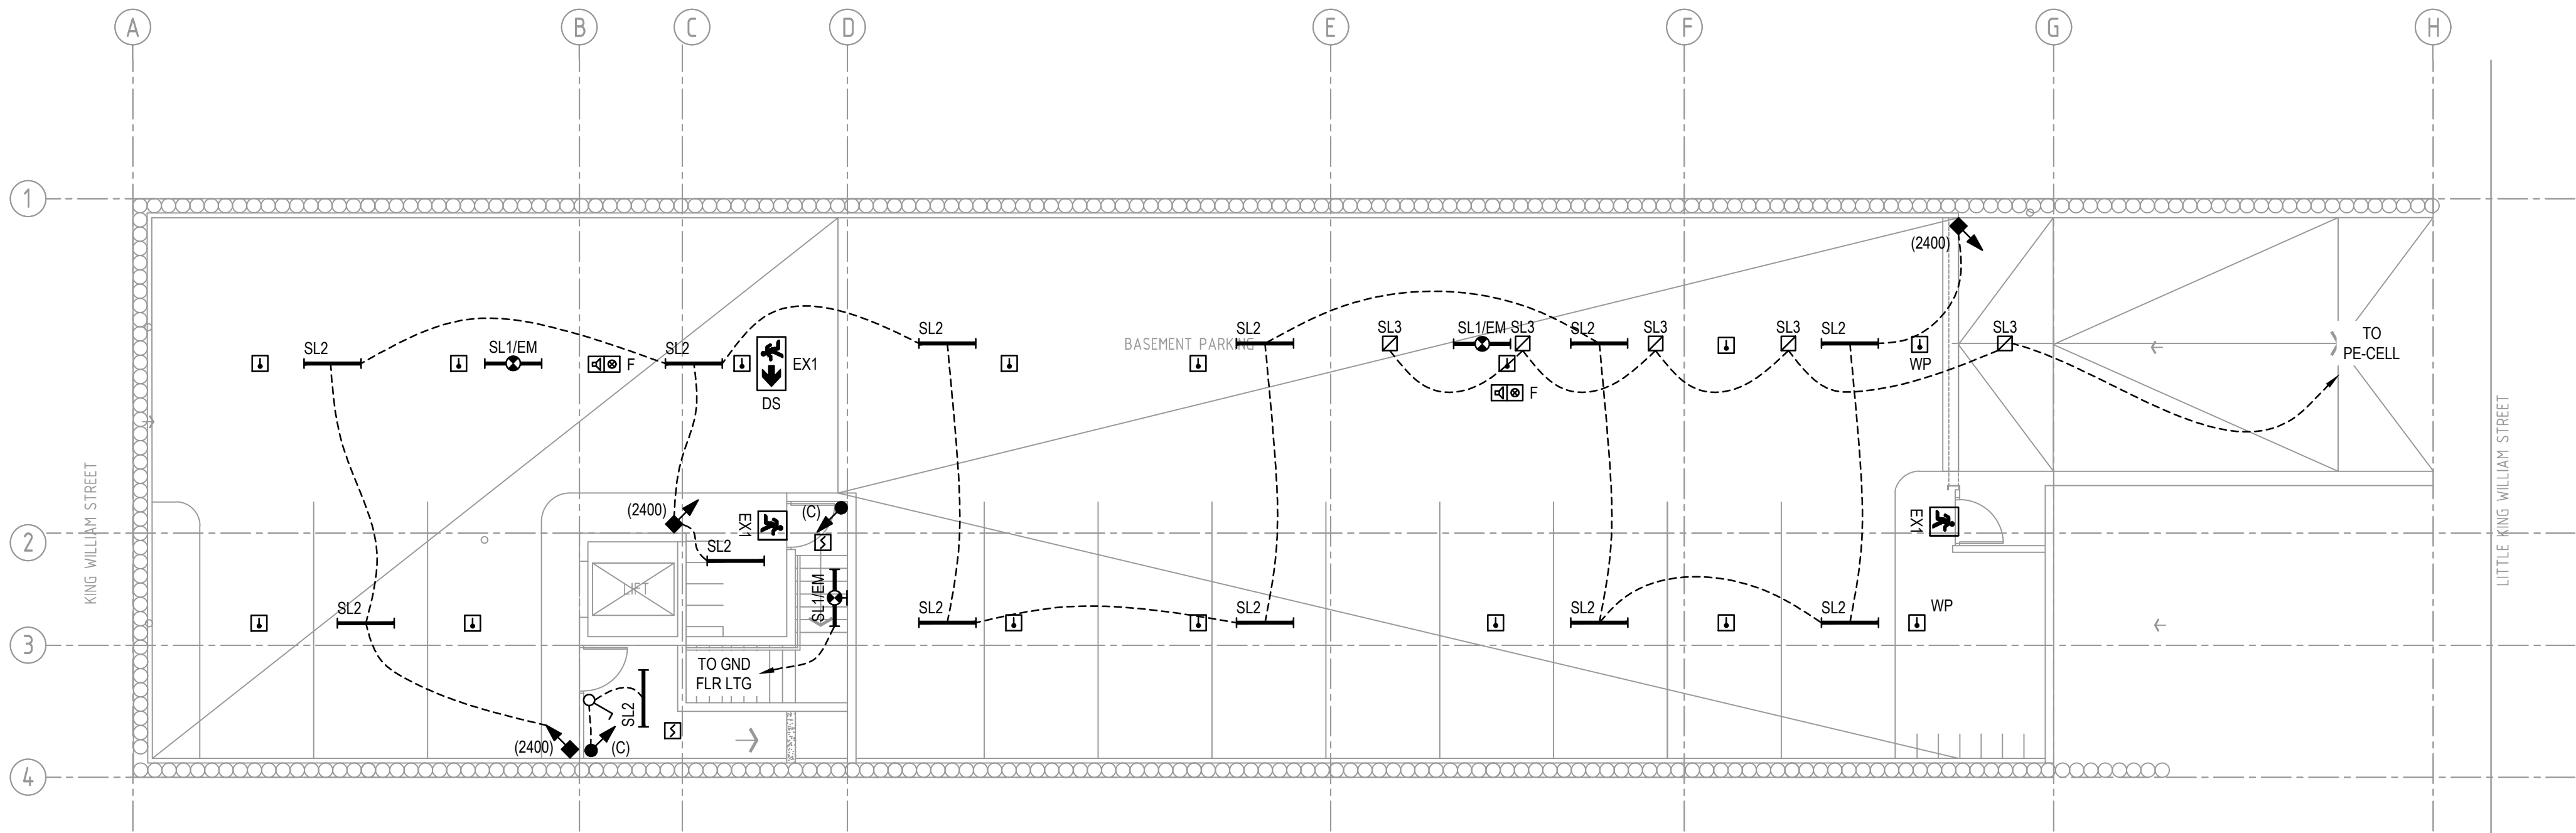 A
B
C
D
E
F
G
H
1
(2400)
SL2
SL2
SL2
SL3
SL1/EM
SL3
SL2
SL3
SL3
SL2
SL3
TO
PE-CELL
SL2
SL1/EM
SL2
BASEMENT PARKING
F
EX1
WP
DS
F
KING WILLIAM STREET
LITTLE KING WILLIAM STREET
(2400)
EX1
(C)
EX1
2
SL2
LIFT
SL1/EM
SL2
SL2
SL2
SL2
SL2
WP
3
TO GND
FLR LTG
SL2
(2400)
(C)
4